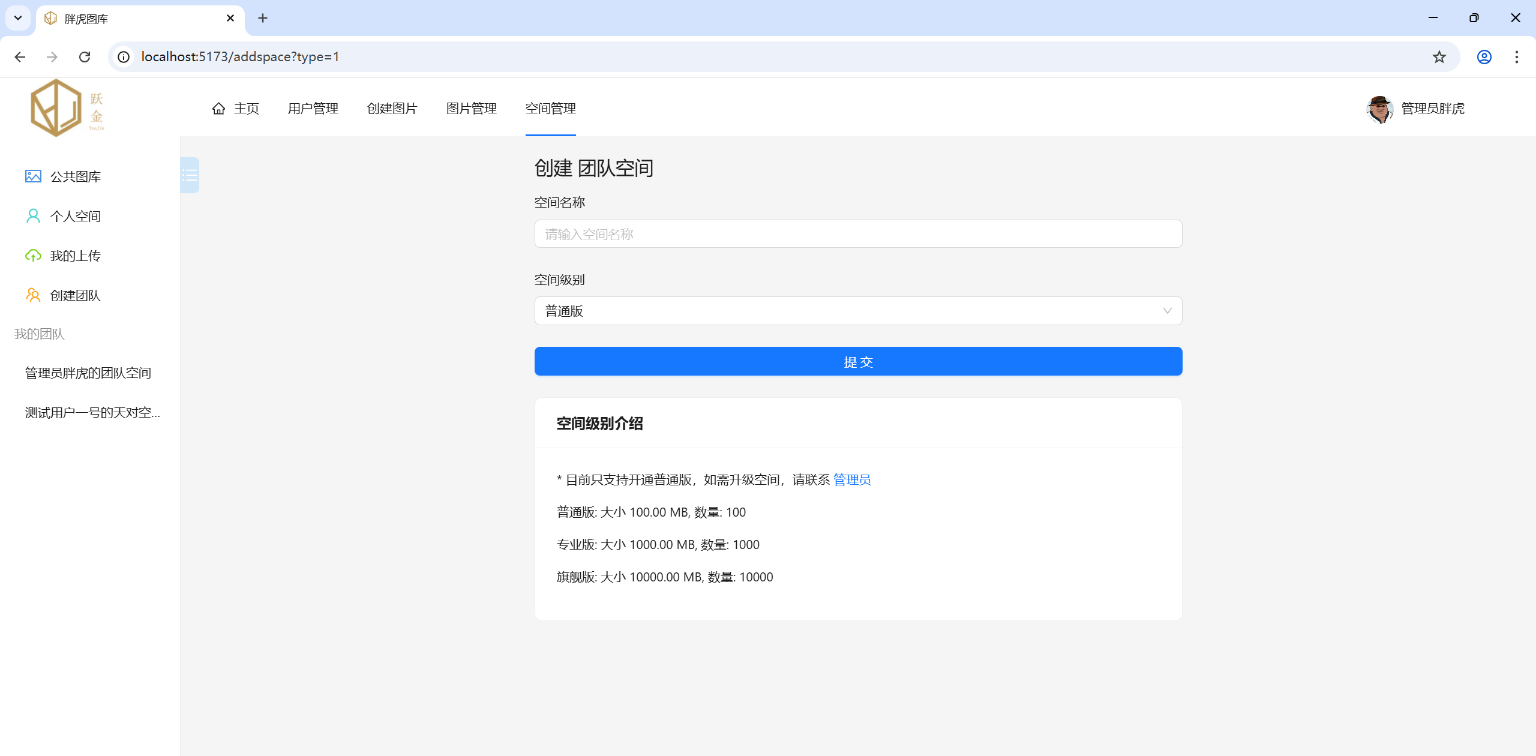 胖虎图库
localhost:5173/addspace?type=1
跃金
主页
用户管理
创建图片
图片管理
空间管理
管理员胖虎
公共图库
个人空间
我的上传
创建团队
我的团队
管理员胖虎的团队空间
测试用户一号的天对空...
创建 团队空间
空间名称
请输入空间名称
空间级别
普通版
提 交
空间级别介绍
* 目前只支持开通普通版，如需升级空间，请联系 管理员
普通版: 大小 100.00 MB, 数量: 100
专业版: 大小 1000.00 MB, 数量: 1000
旗舰版: 大小 10000.00 MB, 数量: 10000